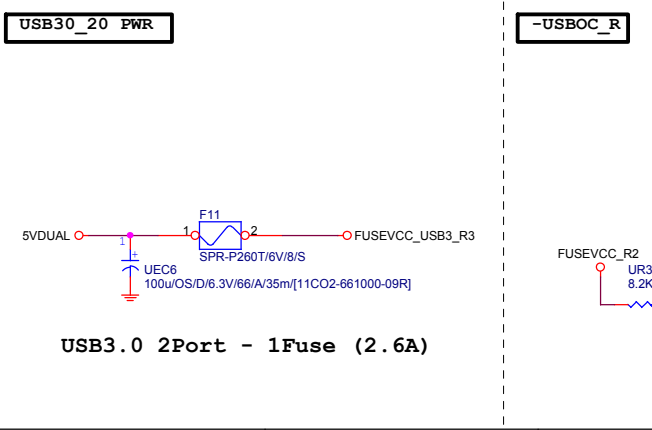 USB30_20 PWR
-USBOC_R
F11
1
2
5VDUAL
FUSEVCC_USB3_R3
1
+
SPR-P260T/6V/8/S
FUSEVCC_R2
UEC6
UR3
100u/OS/D/6.3V/66/A/35m/[11CO2-661000-09R]
8.2K
USB3.0 2Port - 1Fuse (2.6A)